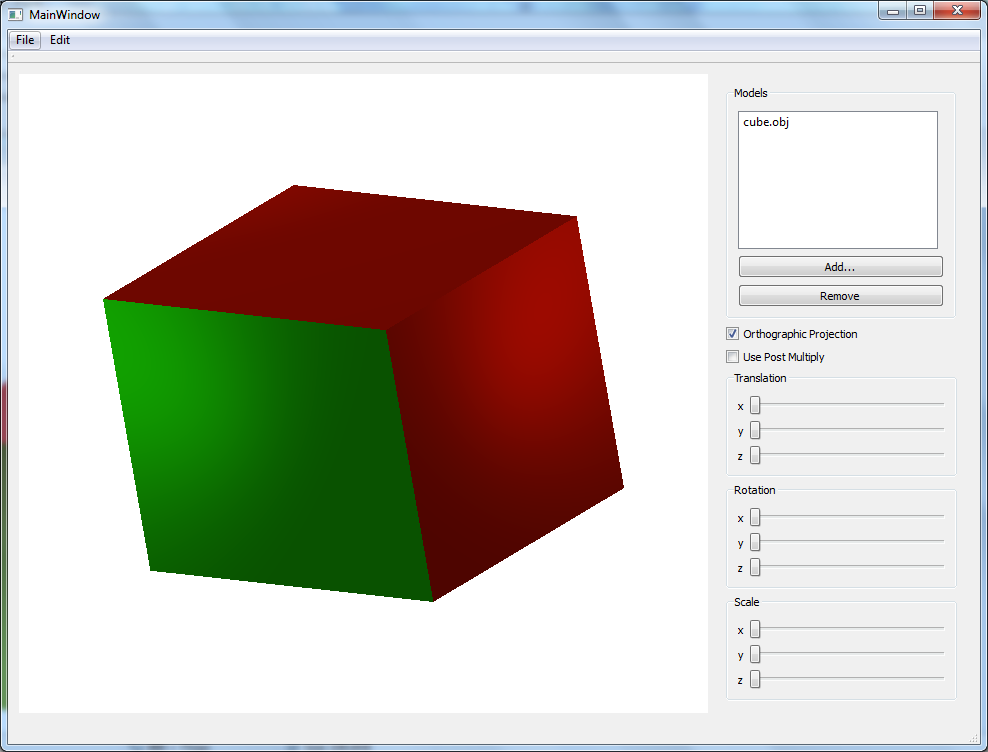 MainWindow
File Edit
Models
cube.obj
Add...
Remove
Orthographic Projection
Use Post Multiply
Translation
x
y
z
Rotation
x
y
z
Scale
x
y
z